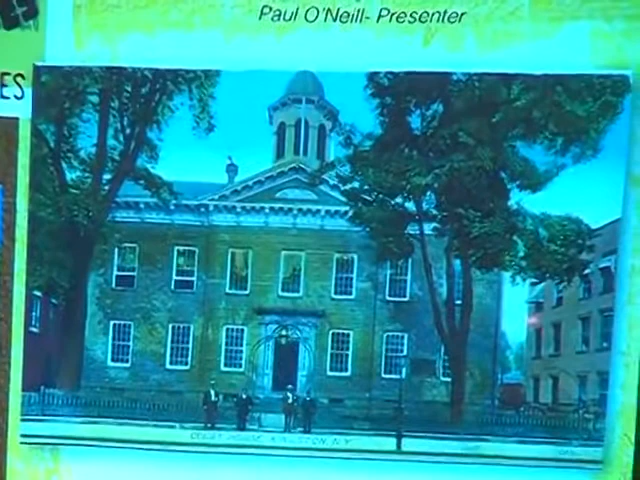 Paul O'Neill- Presenter
ES
COURT HOUSE, KINGSTON, N.Y.